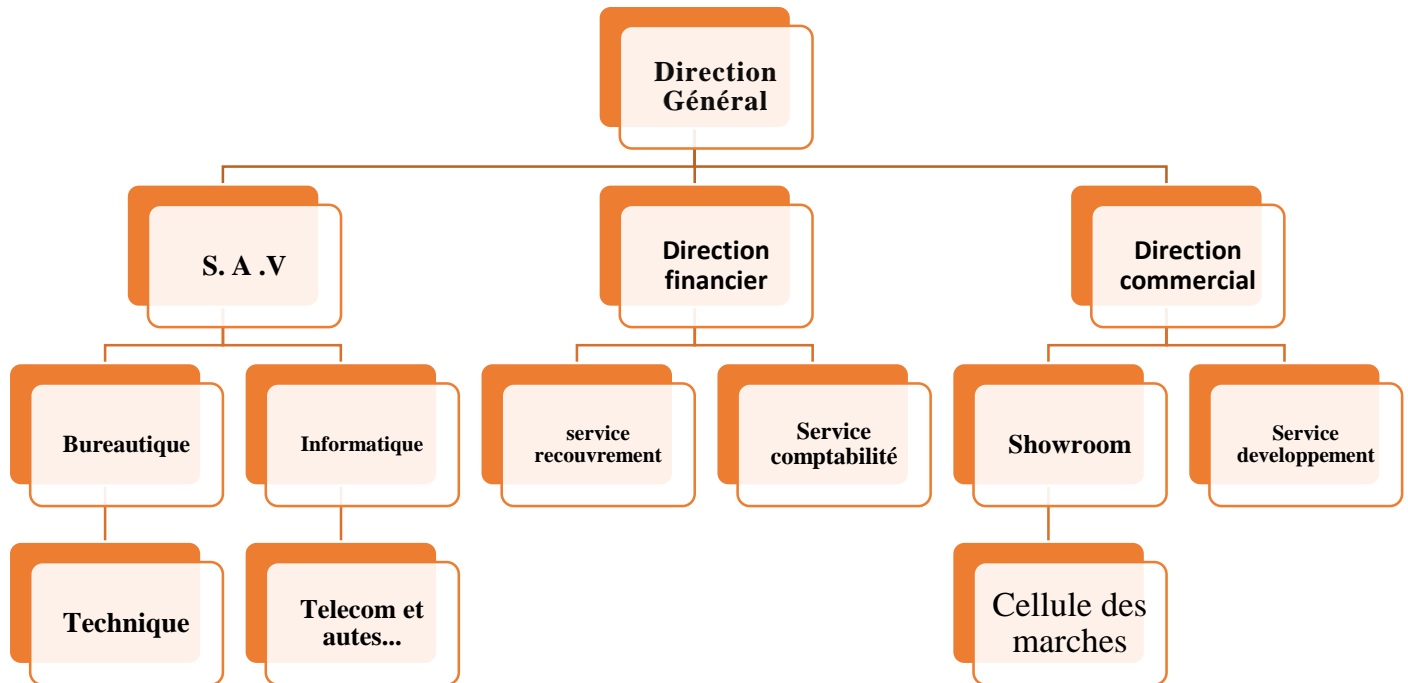 Direction
Général
S. A .V
Direction
financier
Direction
commercial
Bureautique
Informatique
service
recouvrement
Service
comptabilité
Showroom
Service
developpement
Technique
Telecom et
autes...
Cellule des
marches